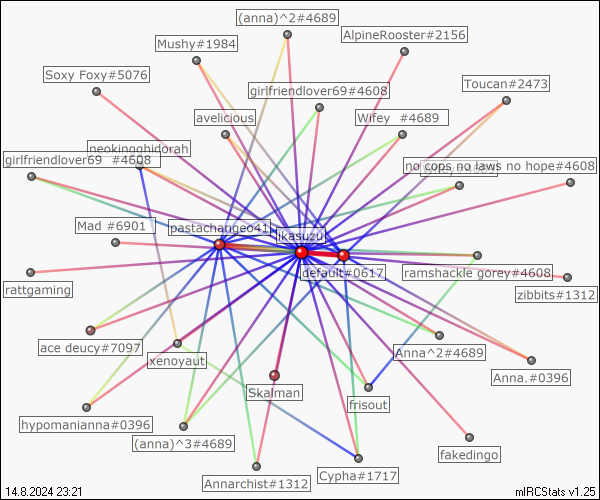 (anna)^2#4689
AlpineRooster#2156
Mushy#1984
Soxy Foxy#5076
Toucan#2473
girlfriendlover69#4608
avelicious
Wifey #4689
neokingghidorah
girlfriendlover69 #4608
no cops no laws no hope#4608
Mad #6901
pastachangeo41
ikasuzu
default#0617
ramshackle gorey#4608
rattgaming
zibbits#1312
ace deucy#7097
xenoyaut
Anna^2#4689
Anna.#0396
Skalman
frisout
hypomanianna#0396
(anna)^3#4689
fakedingo
Annarchist#1312
Cypha#1717
14.8.2024 23:21
mIRCStats v1.25